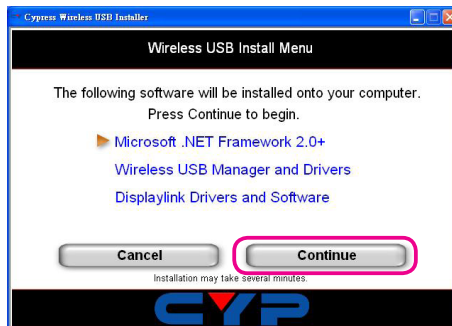 Cypress Wireless USB Installer
Wireless USB Install Menu
The following software will be installed onto your computer.
Press Continue to begin.
Microsoft .NET Framework 2.0+
Wireless USB Manager and Drivers
Displaylink Drivers and Software
Cancel
Continue
Installation may take several minutes.
CYP